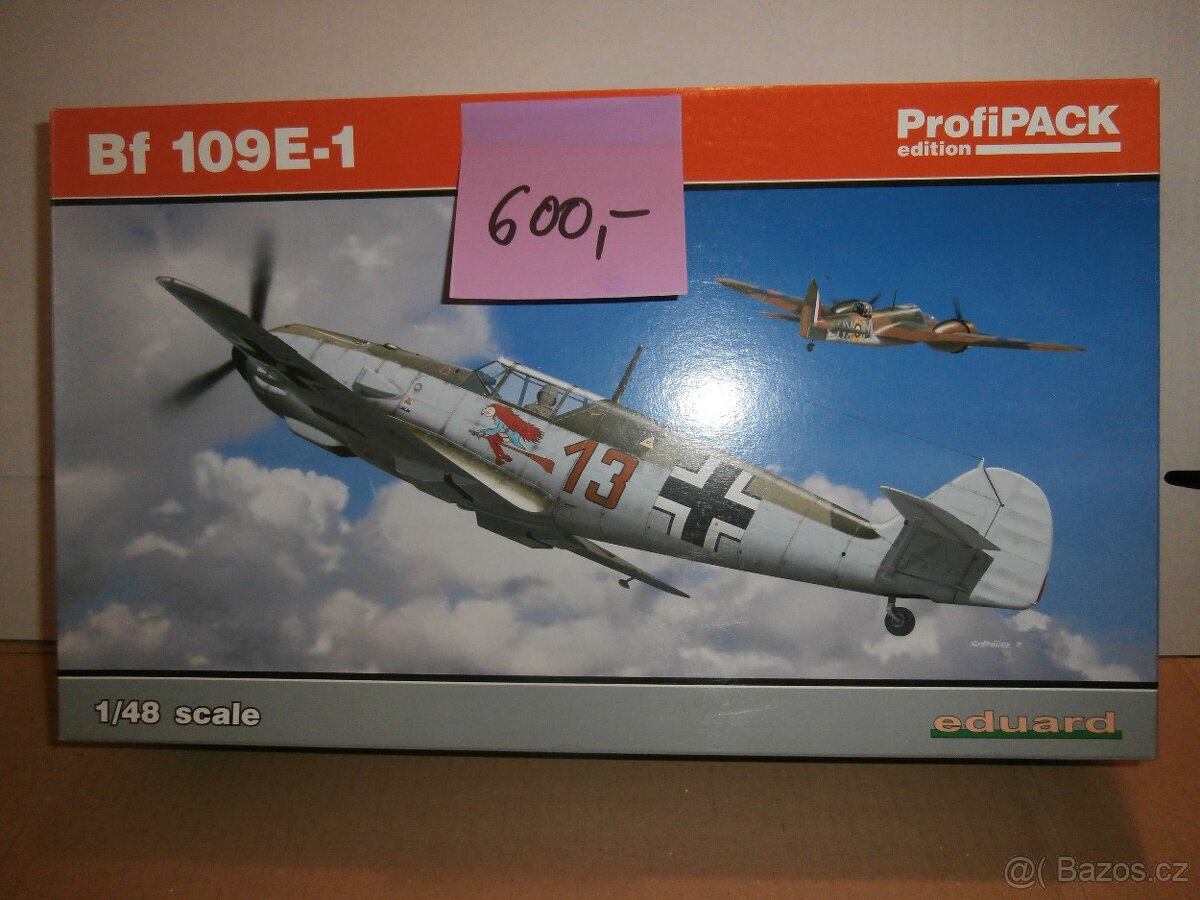 Bf 109E-1
ProfiPACK
edition
600,-
13
1/48 scale
eduard
@( Bazos.cz